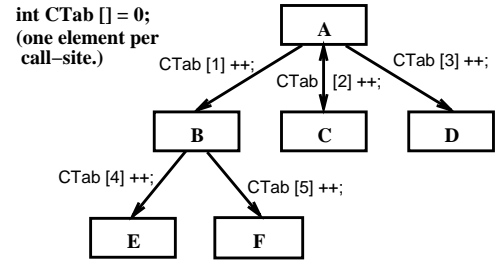 int CTab [] = 0;
(one element per
call−site.)
A
CTab [1] ++;
CTab [2] ++;
CTab [3] ++;
B
C
D
CTab [4] ++;
CTab [5] ++;
E
F